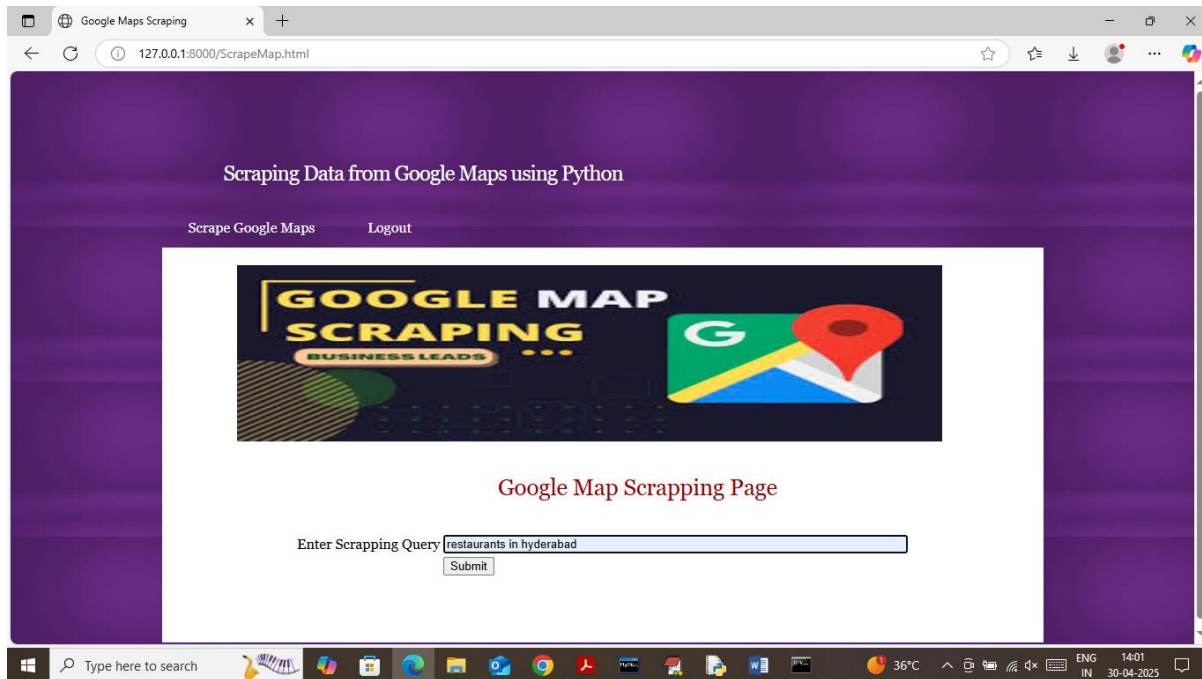 Google Maps Scraping
127.0.0.1:8000/ScrapeMap.html
Scraping Data from Google Maps using Python
Scrape Google Maps Logout
GOOGLE MAP
SCRAPING
BUSINESS LEADS
G
Google Map Scrapping Page
Enter Scrapping Query restaurants in hyderabad
Submit
Type here to search
36°C
ENG
IN
14:01
30-04-2025